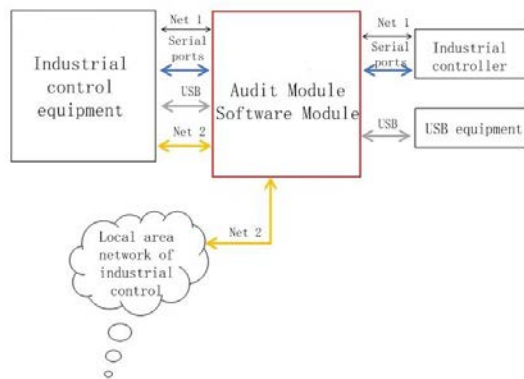 Net 1
Serial
ports
USB
Net 2
Industrial
control
equipment
Audit Module
Software Module
Net 1
Serial
ports
USB
Industrial
controller
USB equipment
Net 2
Local area
network of
industrial
control